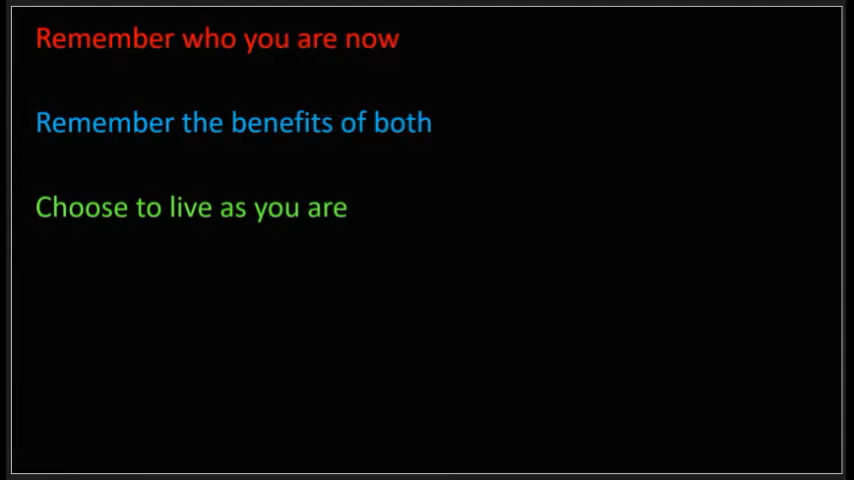 Remember who you are now
Remember the benefits of both
Choose to live as you are